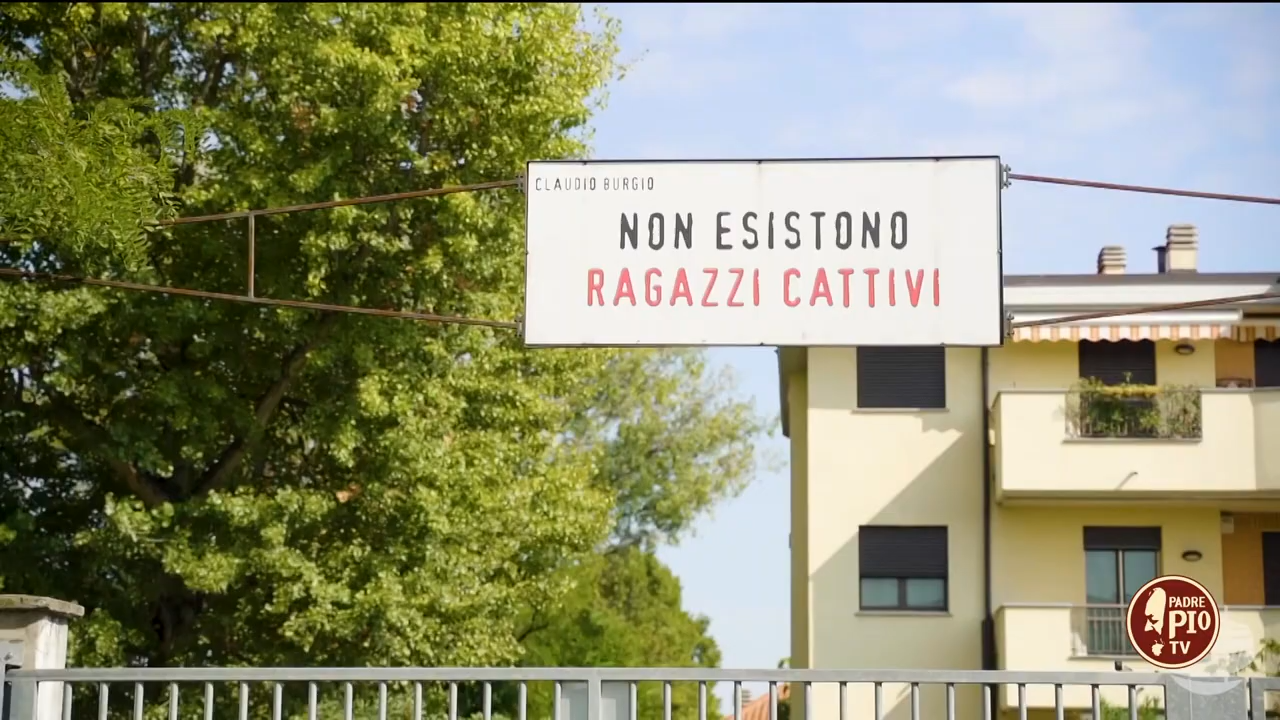 CLAUDIO BURGIO
NON ESISTONO
RAGAZZI CATTIVI
PADRE
PIO
TV